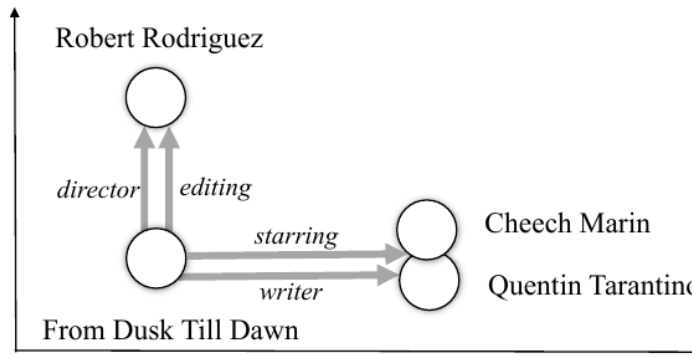 Robert Rodriguez
director
editing
starring
Cheech Marin
writer
Quentin Tarantino
From Dusk Till Dawn